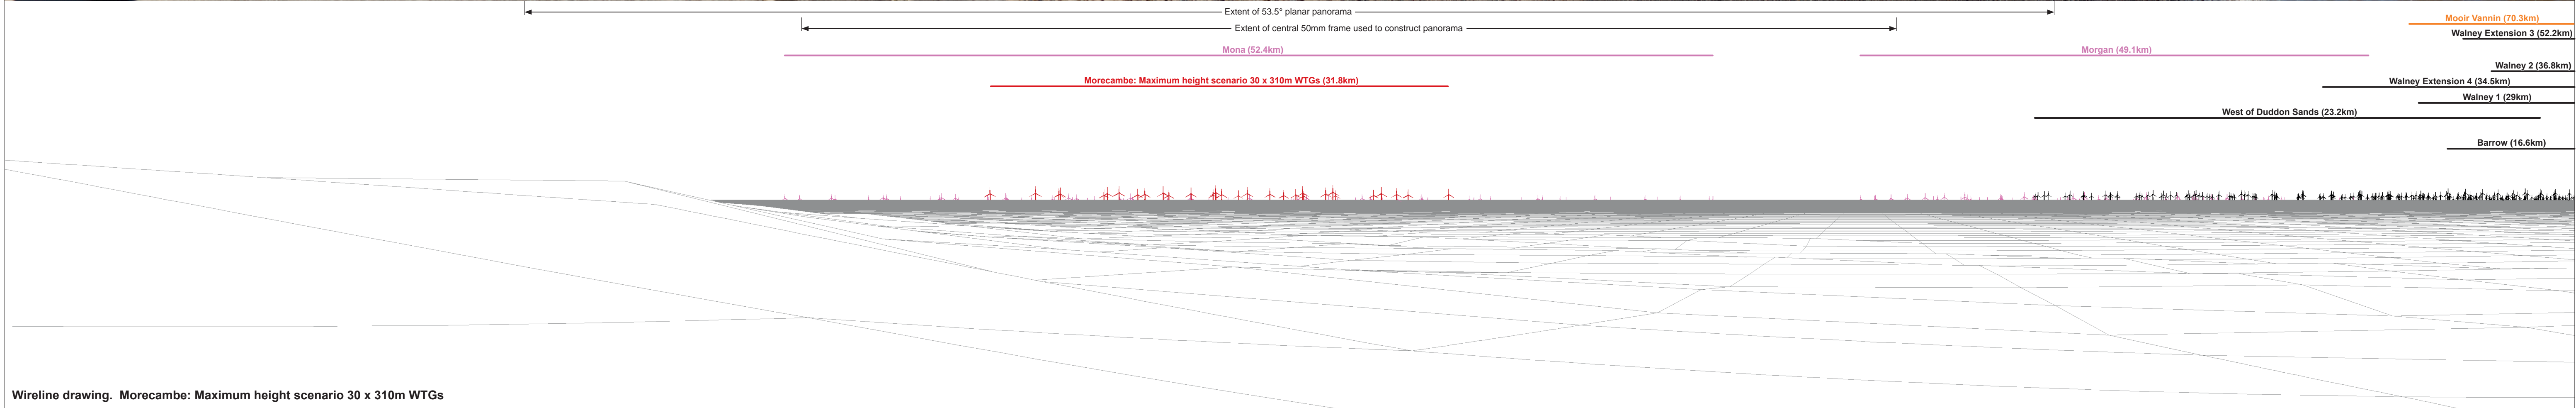 Extent of 53.5° planar panorama
Extent of central 50mm frame used to construct panorama
Mooir Vannin (70.3km)
Walney Extension 3 (52.2km)
Mona (52.4km)
Morgan (49.1km)
Walney 2 (36.8km)
Morecambe: Maximum height scenario 30 x 310m WTGs (31.8km)
Walney Extension 4 (34.5km)
Walney 1 (29km)
West of Duddon Sands (23.2km)
Barrow (16.6km)
Wireline drawing. Morecambe: Maximum height scenario 30 x 310m WTGs